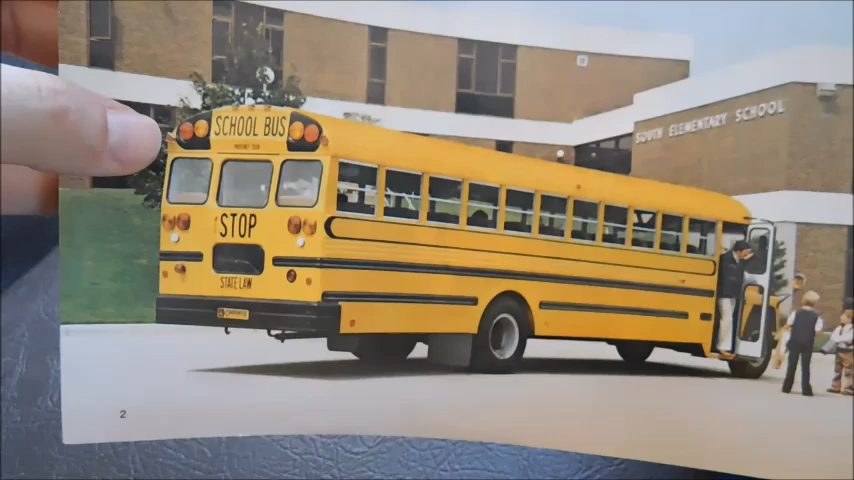 SCHOOL BUS
STOP
STATE LAW
SOUTH ELEMENTARY SCHOOL
2